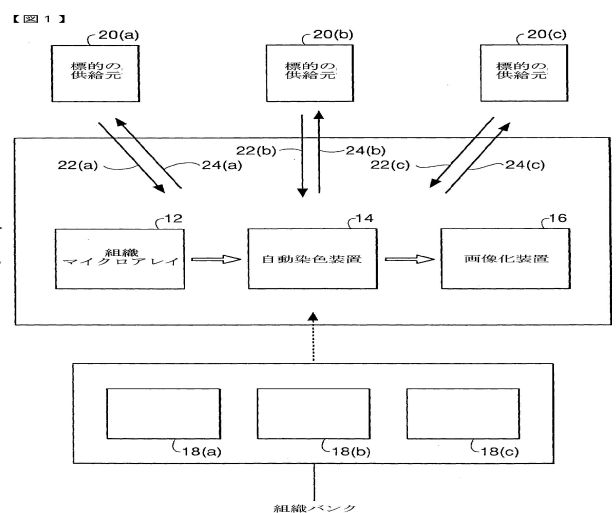 【図１】
20(a)
20(b)
20(c)
標的の
供給元
標的の
供給元
標的の
供給元
22(a)
24(a)
22(b)
24(b)
22(c)
24(c)
12
14
16
組織
マイクロアレイ
自動染色装置
画像化装置
18(a)
18(b)
18(c)
組織バンク